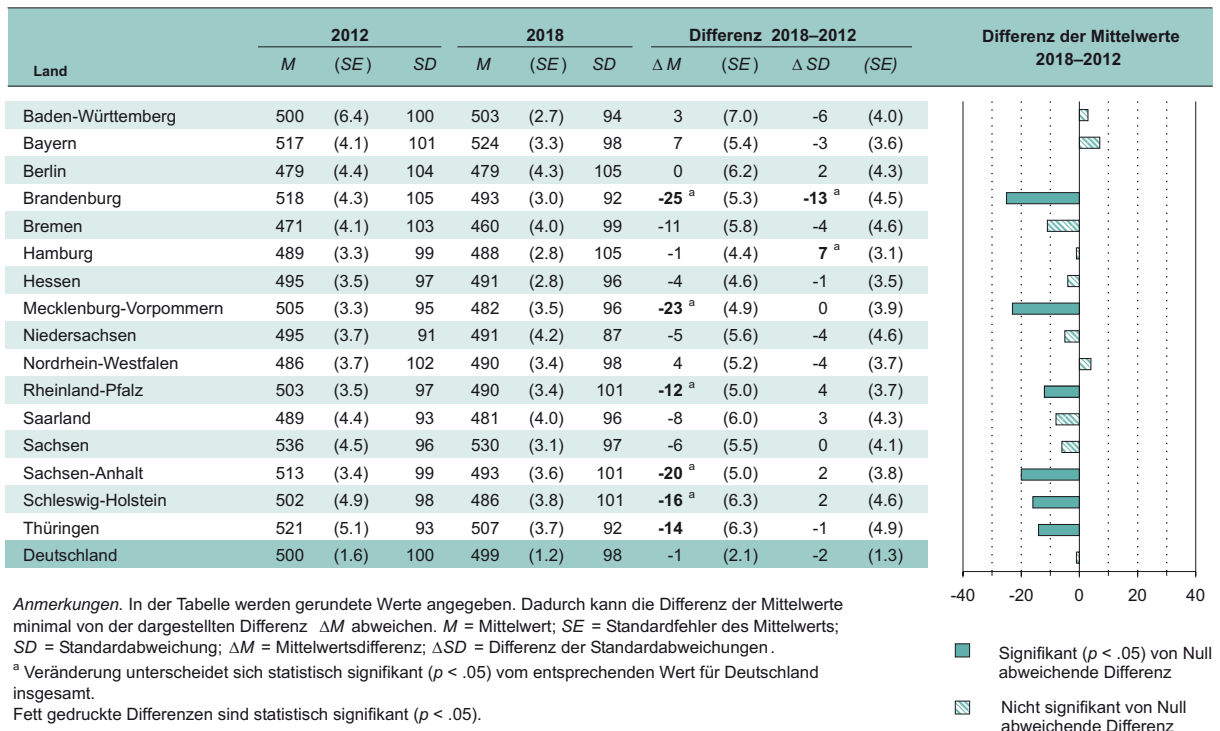 2012 2018 Differenz 2018–2012 Differenz der Mittelwerte
2018–2012
Land M (SE) SD M (SE) SD Δ M (SE) Δ SD (SE)
Baden-Württemberg 500 (6.4) 100 503 (2.7) 94 3 (7.0) -6 (4.0)
Bayern 517 (4.1) 101 524 (3.3) 98 7 (5.4) -3 (3.6)
Berlin 479 (4.4) 104 479 (4.3) 105 0 (6.2) 2 (4.3)
Brandenburg 518 (4.3) 105 493 (3.0) 92 -25 a (5.3) -13 a (4.5)
Bremen 471 (4.1) 103 460 (4.0) 99 -11 (5.8) -4 (4.6)
Hamburg 489 (3.3) 99 488 (2.8) 105 -1 (4.4) 7 a (3.1)
Hessen 495 (3.5) 97 491 (2.8) 96 -4 (4.6) -1 (3.5)
Mecklenburg-Vorpommern 505 (3.3) 95 482 (3.5) 96 -23 a (4.9) 0 (3.9)
Niedersachsen 495 (3.7) 91 491 (4.2) 87 -5 (5.6) -4 (4.6)
Nordrhein-Westfalen 486 (3.7) 102 490 (3.4) 98 4 (5.2) -4 (3.7)
Rheinland-Pfalz 503 (3.5) 97 490 (3.4) 101 -12 a (5.0) 4 (3.7)
Saarland 489 (4.4) 93 481 (4.0) 96 -8 (6.0) 3 (4.3)
Sachsen 536 (4.5) 96 530 (3.1) 97 -6 (5.5) 0 (4.1)
Sachsen-Anhalt 513 (3.4) 99 493 (3.6) 101 -20 a (5.0) 2 (3.8)
Schleswig-Holstein 502 (4.9) 98 486 (3.8) 101 -16 a (6.3) 2 (4.6)
Thüringen 521 (5.1) 93 507 (3.7) 92 -14 (6.3) -1 (4.9)
Deutschland 500 (1.6) 100 499 (1.2) 98 -1 (2.1) -2 (1.3)
-40 -20 0 20 40
Anmerkungen. In der Tabelle werden gerundete Werte angegeben. Dadurch kann die Differenz der Mittelwerte
minimal von der dargestellten Differenz ΔM abweichen. M = Mittelwert; SE = Standardfehler des Mittelwerts;
SD = Standardabweichung; ΔM = Mittelwertsdifferenz; ΔSD = Differenz der Standardabweichungen.
a Veränderung unterscheidet sich statistisch signifikant (p < .05) vom entsprechenden Wert für Deutschland
insgesamt.
Fett gedruckte Differenzen sind statistisch signifikant (p < .05).
Signifikant (p < .05) von Null
abweichende Differenz
Nicht signifikant von Null
abweichende Differenz